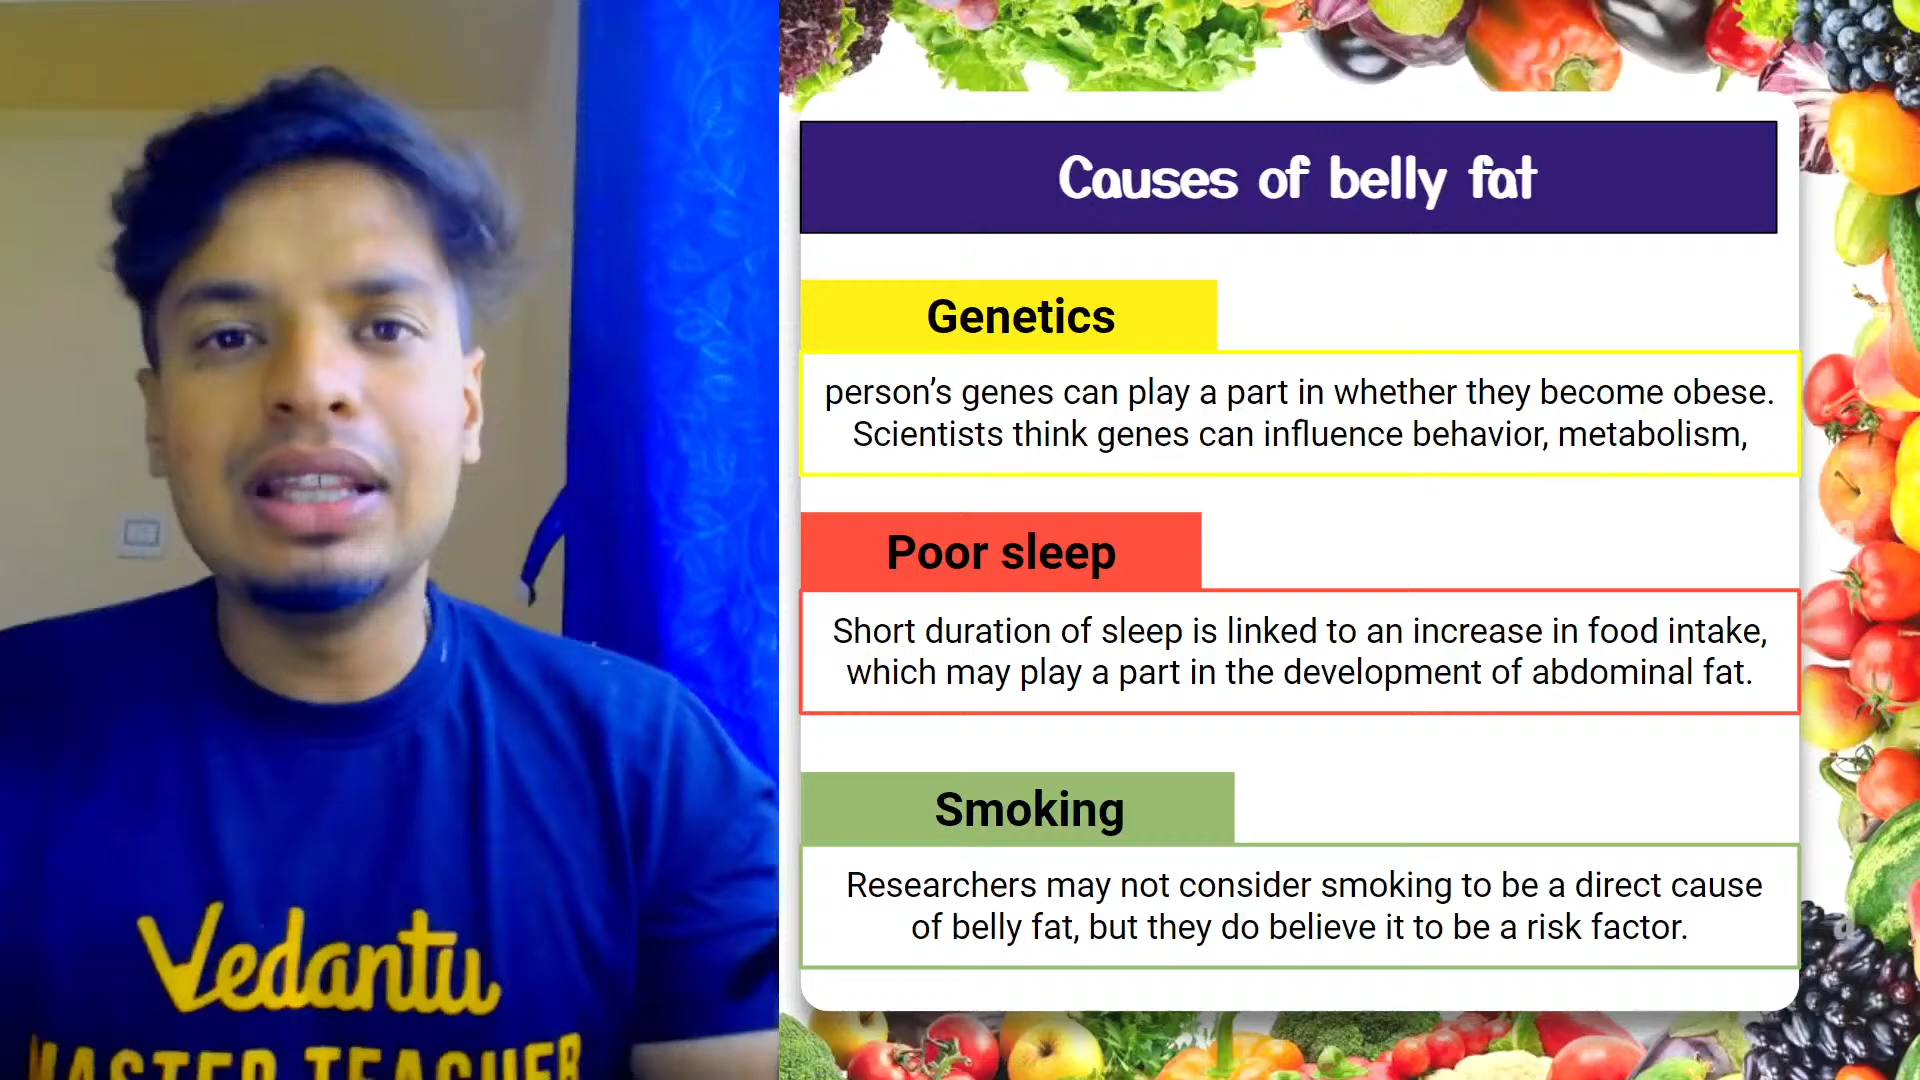 Causes of belly fat
Genetics
person’s genes can play a part in whether they become obese.
Scientists think genes can influence behavior, metabolism,
Poor sleep
Short duration of sleep is linked to an increase in food intake,
which may play a part in the development of abdominal fat.
Smoking
Researchers may not consider smoking to be a direct cause
of belly fat, but they do believe it to be a risk factor.
Vedantu
MASTER TEACHER